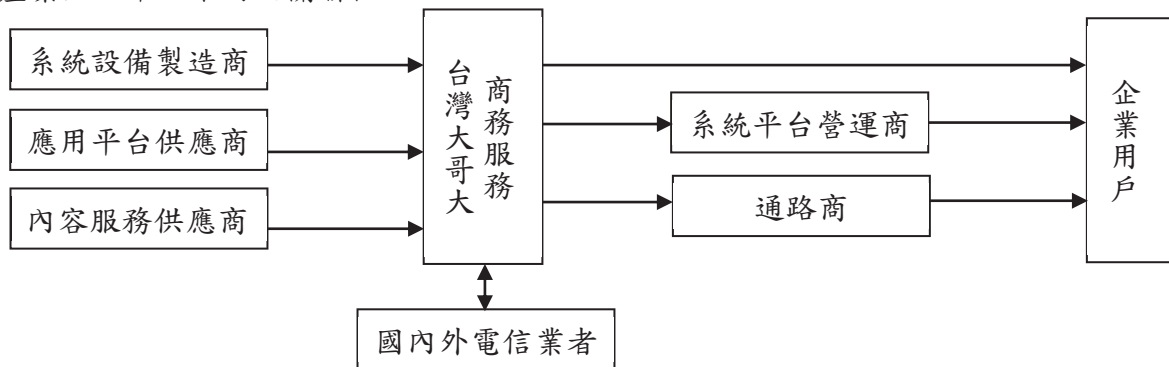 系統設備製造商
應用平台供應商
內容服務供應商
商務服務
台灣大哥大
系統平台營運商
通路商
企業用戶
國內外電信業者